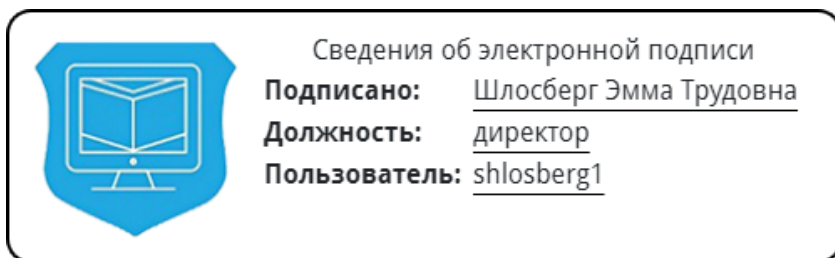 Сведения об электронной подписи
Подписано: Шлосберг Эмма Трудовна
Должность: директор
Пользователь: shlosberg1